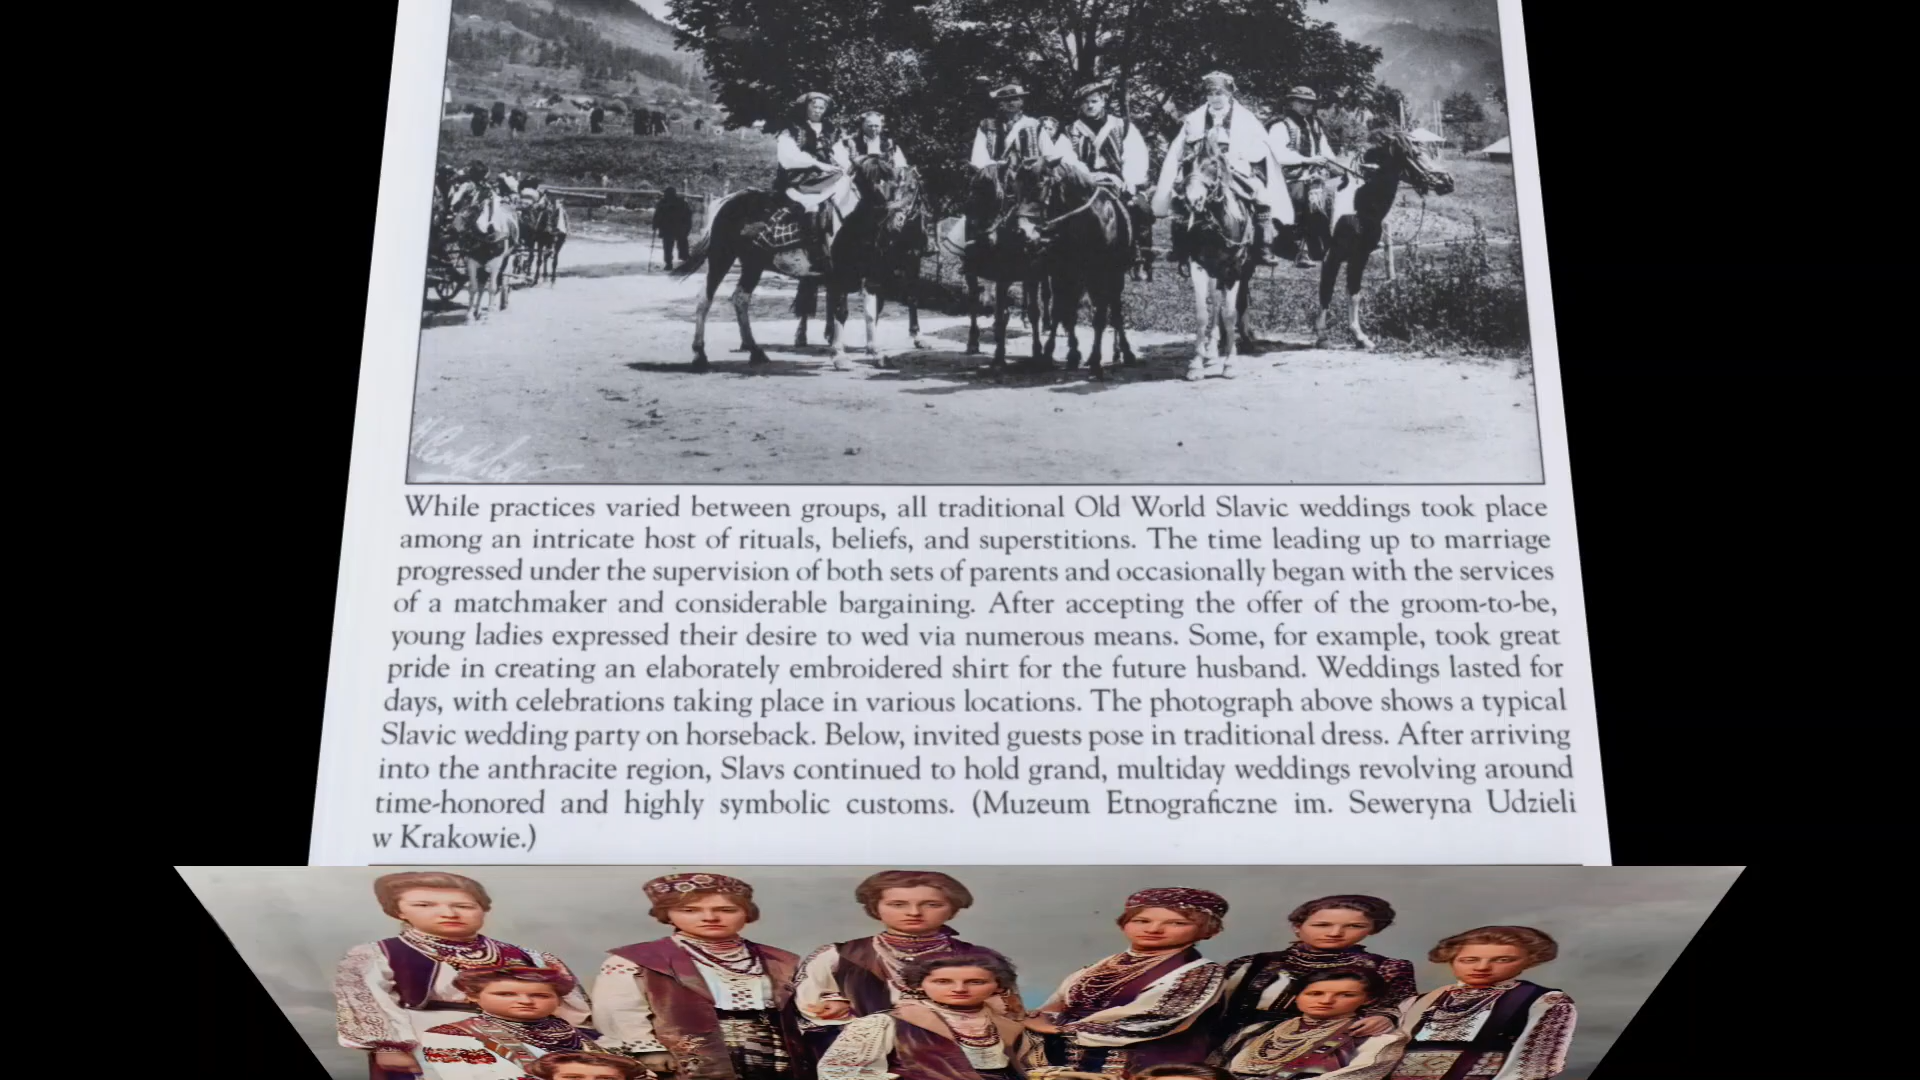 While practices varied between groups, all traditional Old World Slavic weddings took place
among an intricate host of rituals, beliefs, and superstitions. The time leading up to marriage
progressed under the supervision of both sets of parents and occasionally began with the services
of a matchmaker and considerable bargaining. After accepting the offer of the groom-to-be,
young ladies expressed their desire to wed via numerous means. Some, for example, took great
pride in creating an elaborately embroidered shirt for the future husband. Weddings lasted for
days, with celebrations taking place in various locations. The photograph above shows a typical
Slavic wedding party on horseback. Below, invited guests pose in traditional dress. After arriving
into the anthracite region, Slavs continued to hold grand, multiday weddings revolving around
time-honored and highly symbolic customs. (Muzeum Etnograficzne im. Seweryna Udzieli
w Krakowie.)